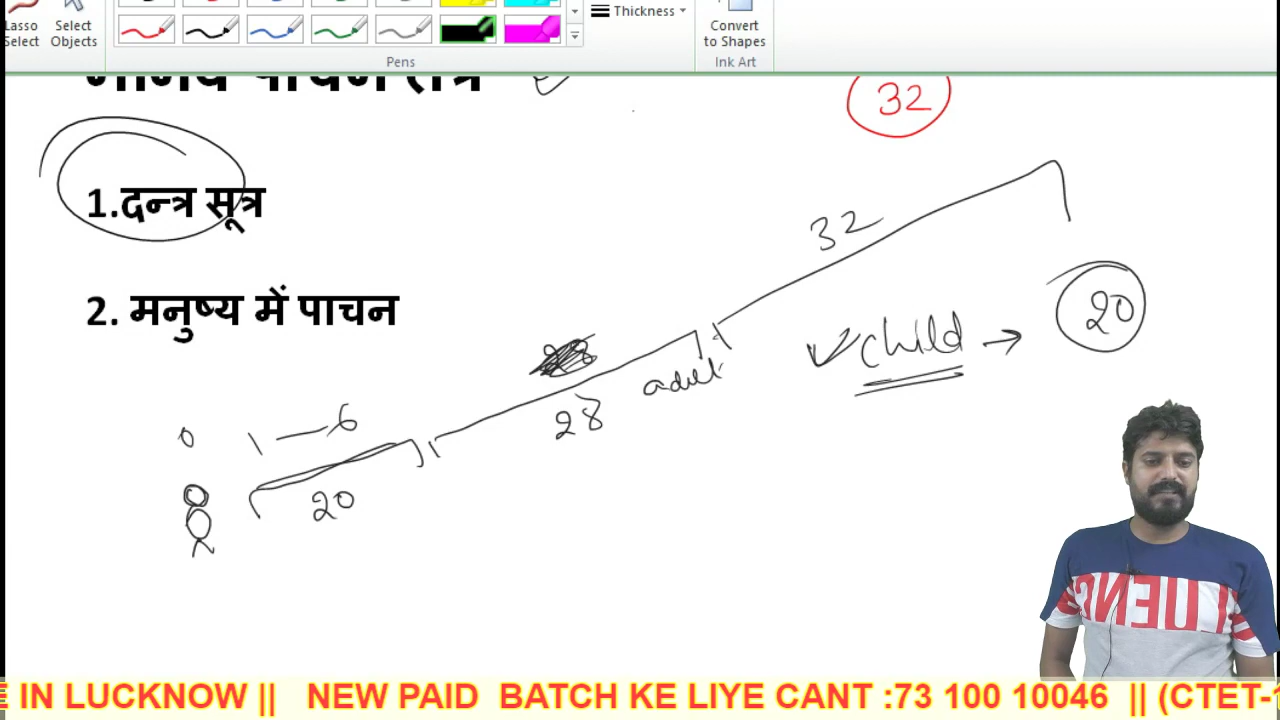 Lasso
Select
Select
Objects
Pens
Thickness
Convert
to Shapes
Ink Art
32
1.दन्त्र सूत्र
2. मनुष्य में पाचन
32
child → 20
adult
28
0 1 — 6
20
E IN LUCKNOW || NEW PAID BATCH KE LIYE CANT :73 100 10046 || (CTET-1